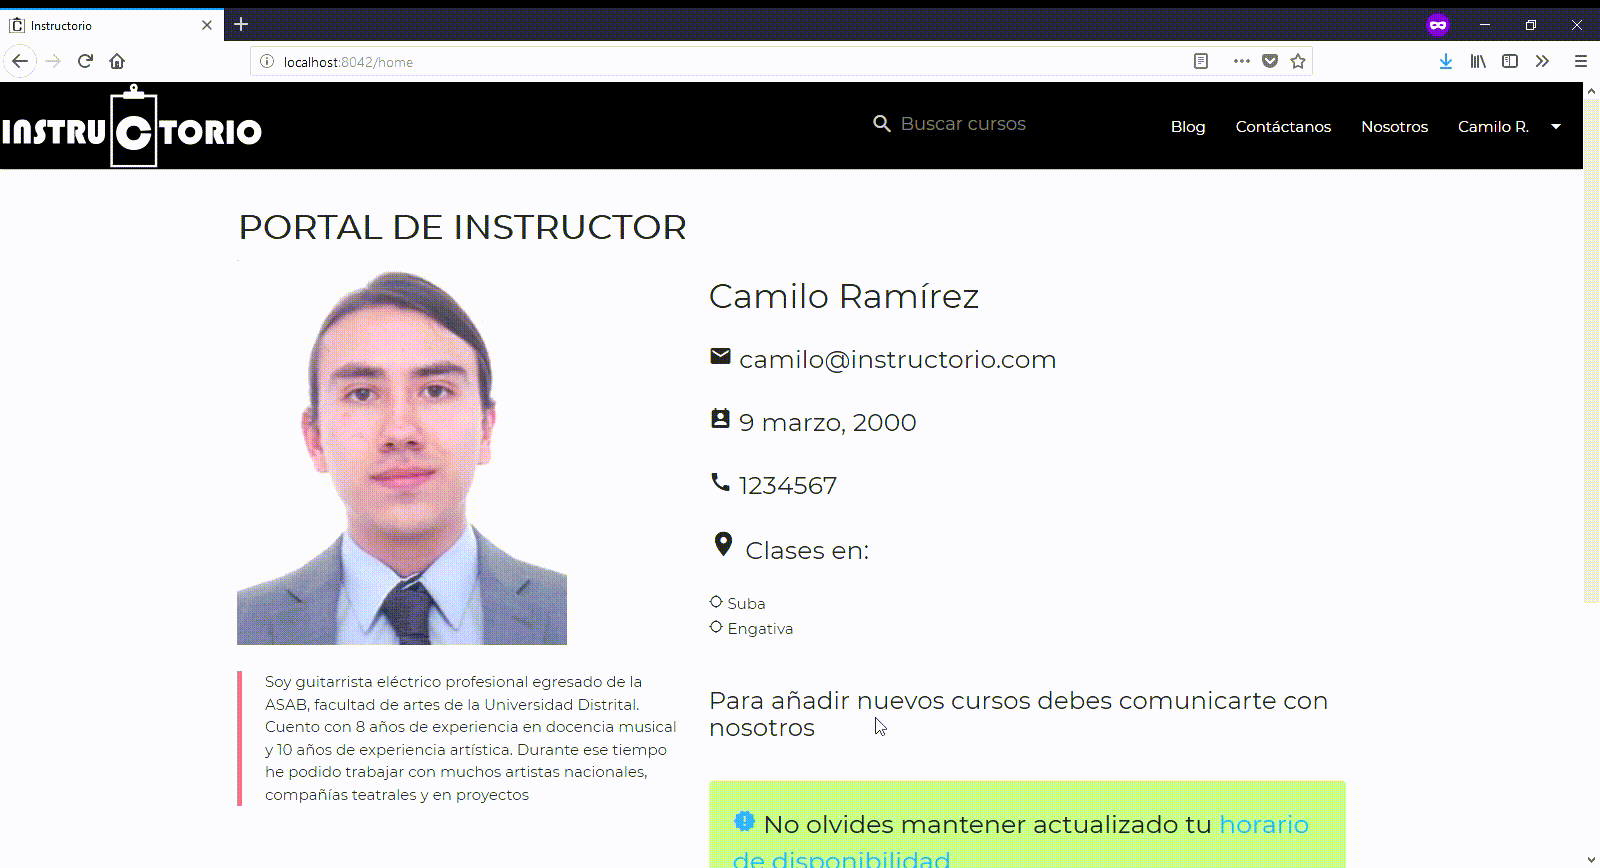 Instructorio
localhost:8042/home
INSTRUCTORIO
Buscar cursos
Blog
Contáctanos
Nosotros
Camilo R.
PORTAL DE INSTRUCTOR
Camilo Ramírez
camilo@instructorio.com
9 marzo, 2000
1234567
Clases en:
Suba
Engativa
Soy guitarrista eléctrico profesional egresado de la
ASAB, facultad de artes de la Universidad Distrital.
Cuento con 8 años de experiencia en docencia musical
y 10 años de experiencia artística. Durante ese tiempo
he podido trabajar con muchos artistas nacionales,
compañías teatrales y en proyectos
Para añadir nuevos cursos debes comunicarte con
nosotros
No olvides mantener actualizado tu horario
de disponibilidad